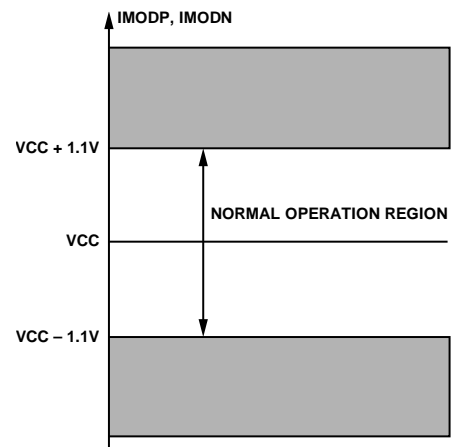 IMODP, IMODN
VCC + 1.1V
NORMAL OPERATION REGION
VCC
VCC – 1.1V